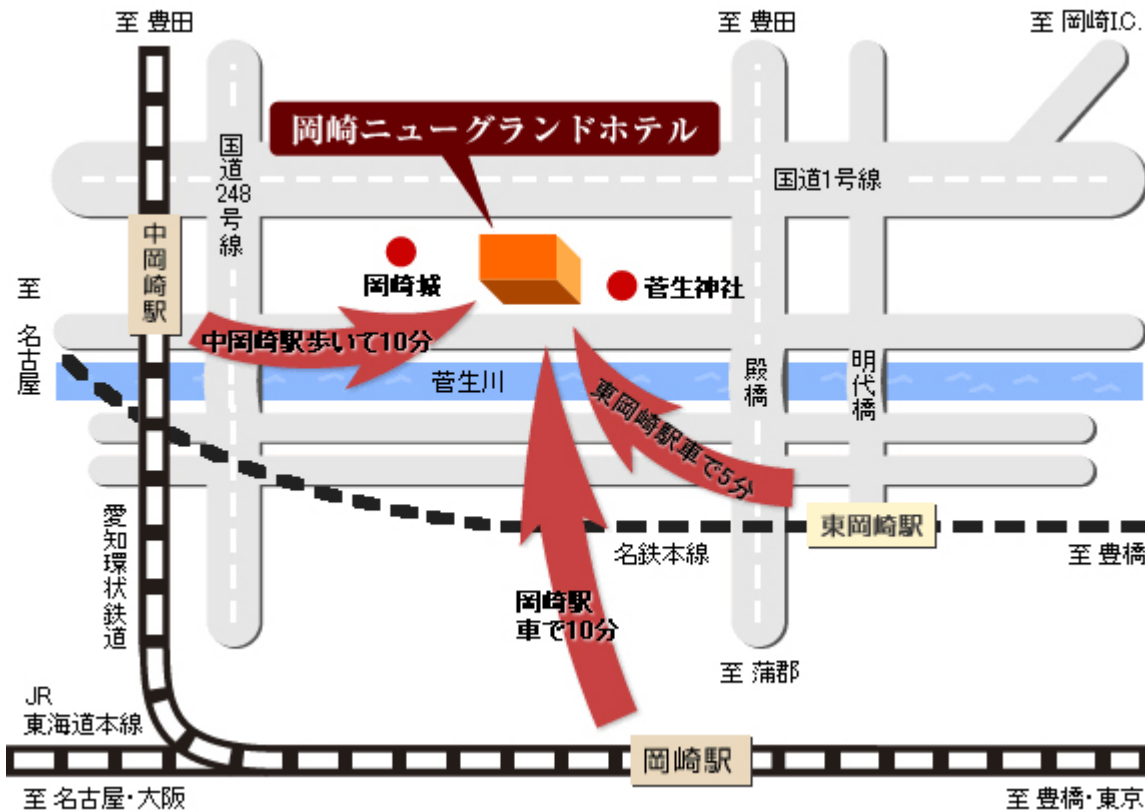 至 豊田
至 豊田
至 岡崎I.C.
岡崎ニューグランドホテル
国道248号線
国道1号線
中岡崎駅
岡崎城
菅生神社
至 名古屋
中岡崎駅歩いて10分
菅生川
殿橋
明代橋
東岡崎駅車で5分
東岡崎駅
愛知環状鉄道
名鉄本線
至 豊橋
岡崎駅
車で10分
至 蒲郡
JR
東海道本線
岡崎駅
至 名古屋・大阪
至 豊橋・東京